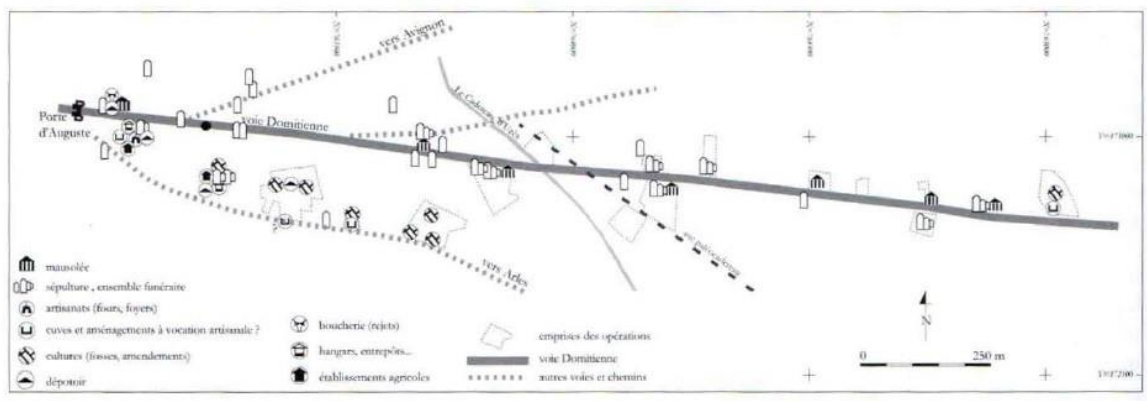 vers Avignon
Porte
d'Auguste
voie Domitienne
vers Arles
mausolée
sépulture , ensemble funéraire
artisanats (fours, foyers)
cuves et aménagements à vocation artisanale ?
cultures (fosses, amendements)
dépotoir
boucherie (rejets)
hangars, entrepôts...
établissements agricoles
emprises des opérations
voie Domitienne
autres voies et chemins
N
0
250 m